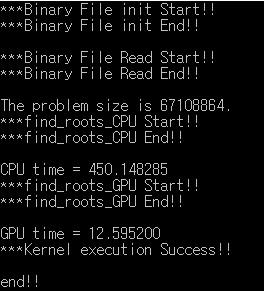 ***Binary File init Start!!
***Binary File init End!!
***Binary File Read Start!!
***Binary File Read End!!
The problem size is 67108864.
***find_roots_CPU Start!!
***find_roots_CPU End!!
CPU time = 450.148285
***find_roots_GPU Start!!
***find_roots_GPU End!!
GPU time = 12.595200
***Kernel execution Success!!
end!!